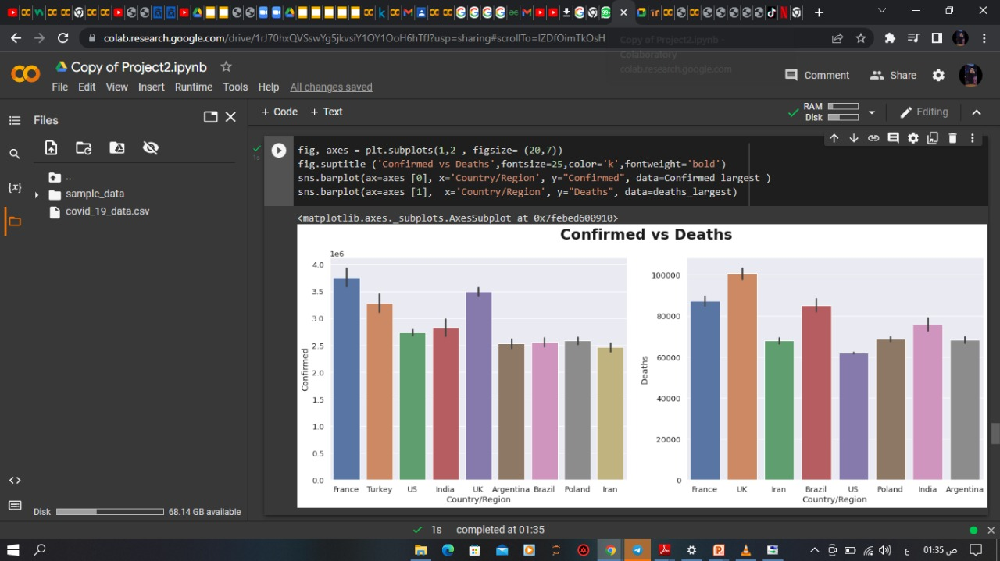 colab.research.google.com/drive/1rJ70hxQVSswYg5jkvsiY1OY1OoH6hTfJ?usp=sharing#scrollTo=lZDfOimTkOsH
Copy of Project2.ipynb -
Colaboratory
colab.research.google.com
Copy of Project2.ipynb
File Edit View Insert Runtime Tools Help All changes saved
Comment Share
+ Code + Text
RAM
Disk
Editing
Files
..
sample_data
covid_19_data.csv
{x}
1s
fig, axes = plt.subplots(1,2 , figsize= (20,7))
fig.suptitle ('Confirmed vs Deaths',fontsize=25,color='k',fontweight='bold')
sns.barplot(ax=axes [0], x='Country/Region', y="Confirmed", data=Confirmed_largest )
sns.barplot(ax=axes [1],  x='Country/Region', y="Deaths", data=deaths_largest)
<matplotlib.axes._subplots.AxesSubplot at 0x7febed600910>
Confirmed vs Deaths
1e6
4.0
3.5
3.0
2.5
2.0
1.5
1.0
0.5
0.0
Confirmed
France Turkey US India UK Argentina Brazil Poland Iran
Country/Region
100000
80000
60000
40000
20000
0
Deaths
France UK Iran Brazil US Poland India Argentina
Country/Region
Disk 68.14 GB available
1s completed at 01:35
ع ص 01:35